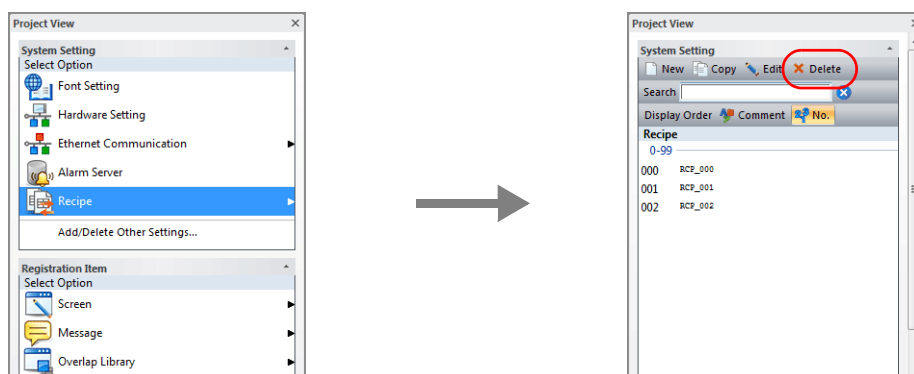 Project View
System Setting
Select Option
Font Setting
Hardware Setting
Ethernet Communication
Alarm Server
Recipe
Add/Delete Other Settings...
Registration Item
Select Option
Screen
Message
Overlap Library
Project View
System Setting
New Copy Edit Delete
Search
Display Order Comment No.
Recipe
0-99
000 RCP_000
001 RCP_001
002 RCP_002